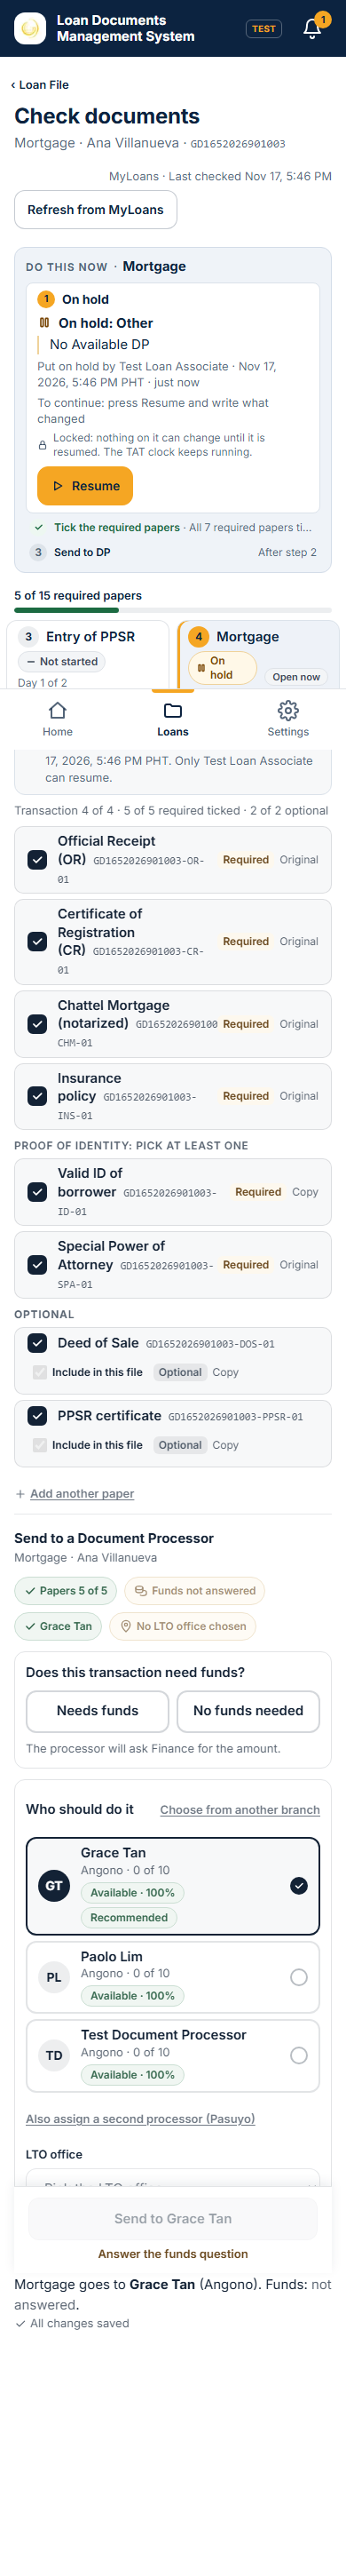 Loan Documents
Management System
TEST
1
‹ Loan File
Check documents
Mortgage · Ana Villanueva · GD1652026901003
MyLoans · Last checked Nov 17, 5:46 PM
Refresh from MyLoans
DO THIS NOW · Mortgage
1 On hold
On hold: Other
No Available DP
Put on hold by Test Loan Associate · Nov 17,
2026, 5:46 PM PHT · just now
To continue: press Resume and write what
changed
Locked: nothing on it can change until it is
resumed. The TAT clock keeps running.
Resume
Tick the required papers · All 7 required papers ti...
3 Send to DP After step 2
5 of 15 required papers
3 Entry of PPSR
Not started
Day 1 of 2
4 Mortgage
On
hold
Open now
Home
Loans
Settings
17, 2026, 5:46 PM PHT. Only Test Loan Associate
can resume.
Transaction 4 of 4 · 5 of 5 required ticked · 2 of 2 optional
Official Receipt
(OR) GD1652026901003-OR-
01
Required Original
Certificate of
Registration
(CR) GD1652026901003-CR-
01
Required Original
Chattel Mortgage
(notarized) GD165202690100
CHM-01
Required Original
Insurance
policy GD1652026901003-
INS-01
Required Original
PROOF OF IDENTITY: PICK AT LEAST ONE
Valid ID of
borrower GD1652026901003-
ID-01
Required Copy
Special Power of
Attorney GD1652026901003-
SPA-01
Required Original
OPTIONAL
Deed of Sale GD1652026901003-DOS-01
Include in this file Optional Copy
PPSR certificate GD1652026901003-PPSR-01
Include in this file Optional Copy
+ Add another paper
Send to a Document Processor
Mortgage · Ana Villanueva
Papers 5 of 5
Funds not answered
Grace Tan
No LTO office chosen
Does this transaction need funds?
Needs funds
No funds needed
The processor will ask Finance for the amount.
Who should do it
Choose from another branch
GT
Grace Tan
Angono · 0 of 10
Available · 100%
Recommended
PL
Paolo Lim
Angono · 0 of 10
Available · 100%
TD
Test Document Processor
Angono · 0 of 10
Available · 100%
Also assign a second processor (Pasuyo)
LTO office
Send to Grace Tan
Answer the funds question
Mortgage goes to Grace Tan (Angono). Funds: not
answered.
All changes saved